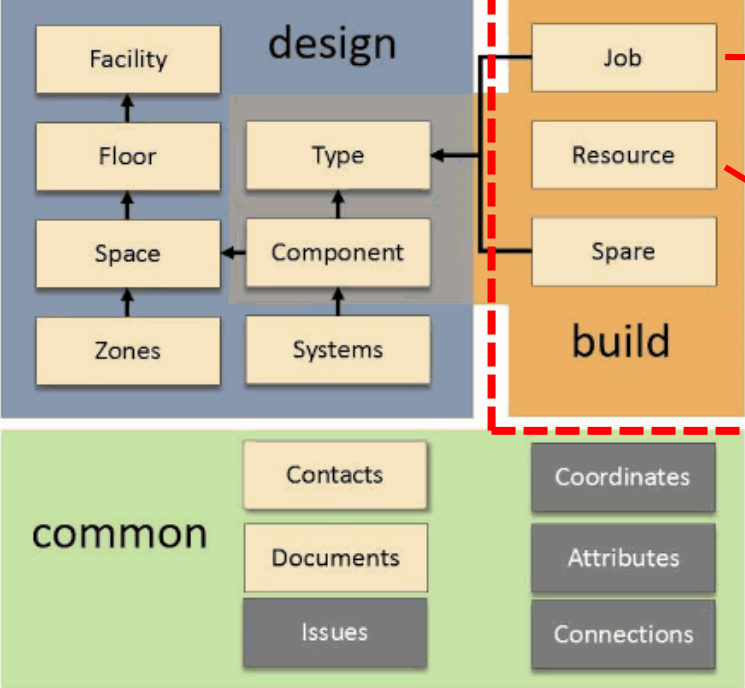 design
Facility
Floor
Space
Zones
Type
Component
Systems
Job
Resource
Spare
build
common
Contacts
Documents
Issues
Coordinates
Attributes
Connections